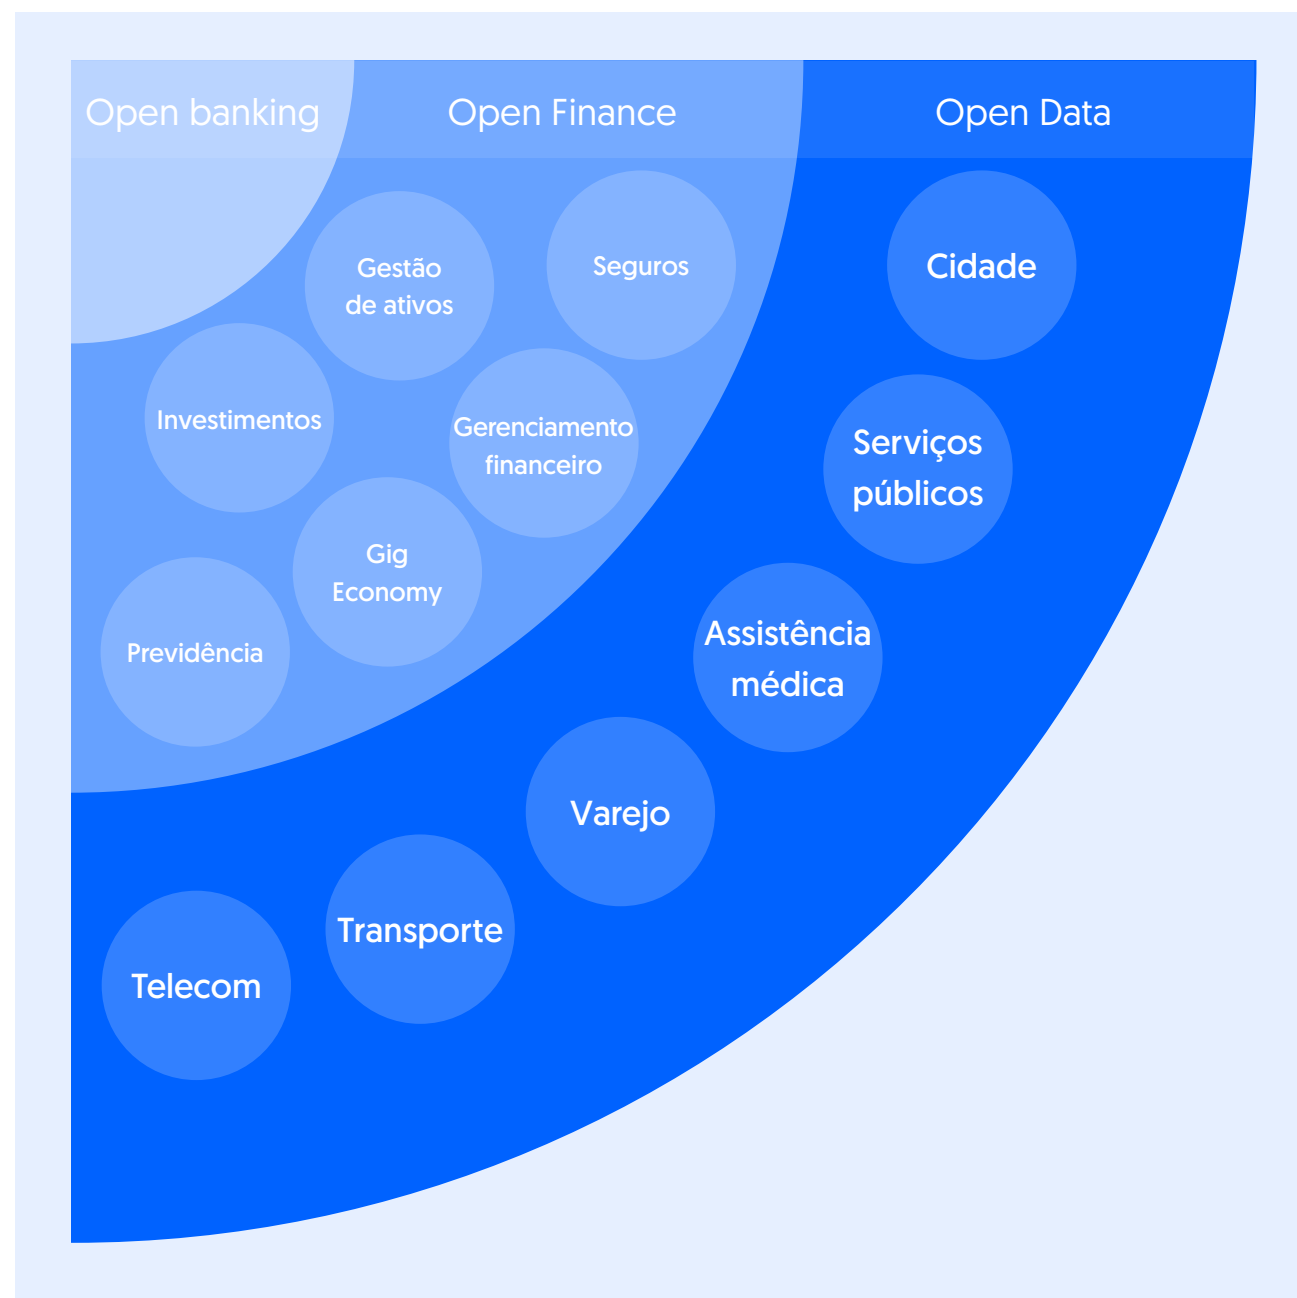 Open banking
Open Finance
Open Data
Gestão
de ativos
Seguros
Investimentos
Gerenciamento
financeiro
Gig
Economy
Previdência
Cidade
Serviços
públicos
Assistência
médica
Varejo
Transporte
Telecom